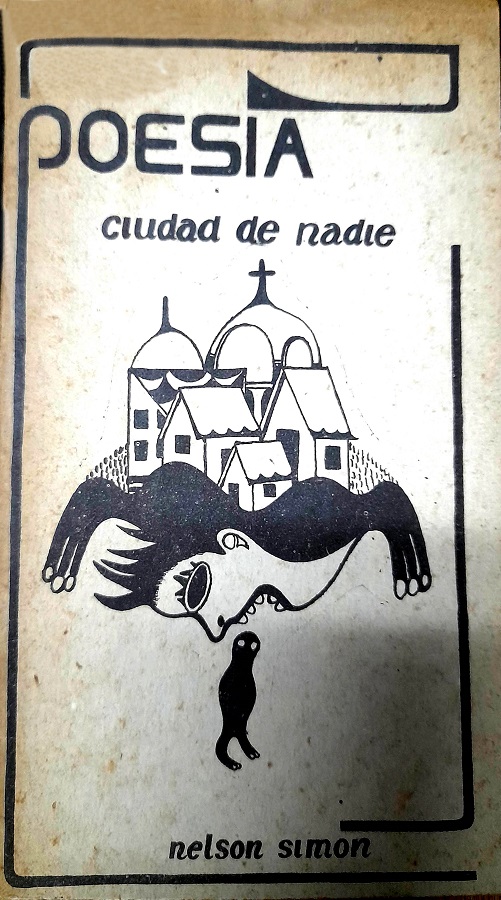 POESIA
ciudad de nadie
nelson simon